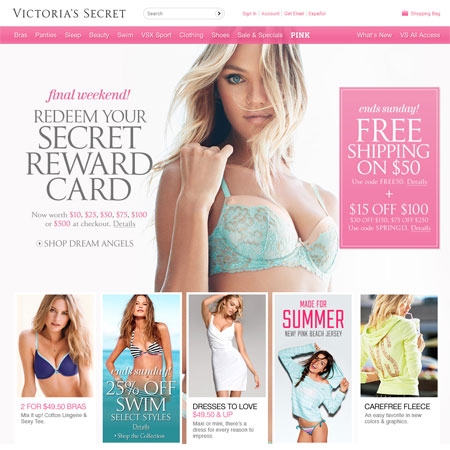 VICTORIA'S SECRET
Search
Sign In | Account | Get Email | Español
Shopping Bag
Bras Panties Sleep Beauty Swim VSX Sport Clothing Shoes Sale & Specials PINK What's New VS All Access
final weekend!
REDEEM YOUR
SECRET
REWARD
CARD
Now worth $10, $25, $50, $75, $100
or $500 at checkout. Details
SHOP DREAM ANGELS
ends sunday!
FREE
SHIPPING
ON $50
Use code FREE50. Details
+
$15 OFF $100
$30 OFF $150, $75 OFF $250
Use code SPRING13. Details
2 FOR $49.50 BRAS
Mix it up! Cotton Lingerie &
Sexy Tee.
ends sunday!
25% OFF
SWIM
SELECT STYLES
Details
Shop the Collection
DRESSES TO LOVE
$49.50 & UP
Maxi or mini, there's a
dress for every reason to
impress.
MADE FOR
SUMMER
NEW! PINK BEACH JERSEY
CAREFREE FLEECE
An easy favorite in new
colors & graphics.